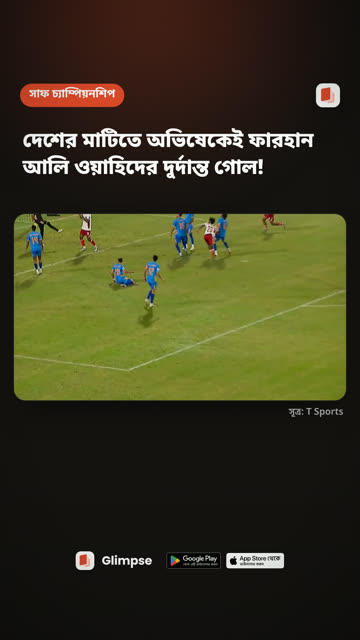 সাফ চ্যাম্পিয়নশিপ
দেশের মাটিতে অভিষেকেই ফারহান
আলি ওয়াহিদের দুর্দান্ত গোল!
সূত্র: T Sports
Glimpse
Google Play
App Store থেকে